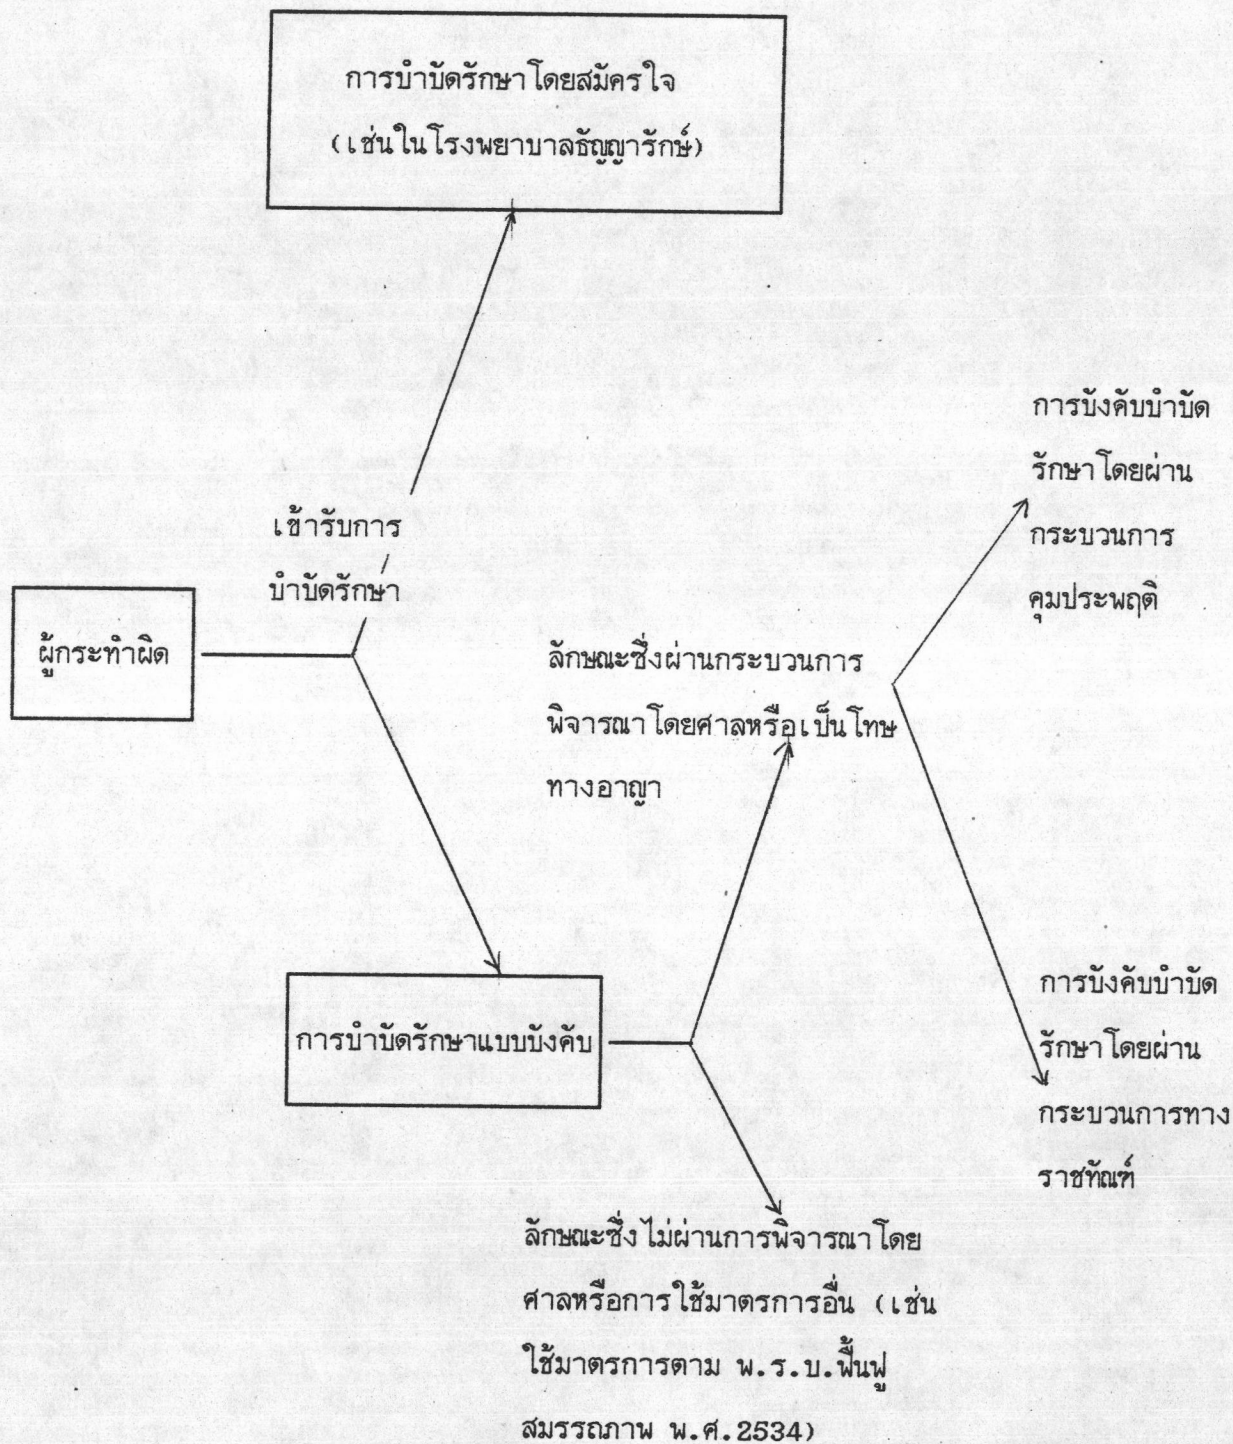 การบำบัดรักษาโดยสมัครใจ
(เช่นในโรงพยาบาลธัญญารักษ์)
เข้ารับการ
บำบัดรักษา
ผู้กระทำผิด
ลักษณะซึ่งผ่านกระบวนการ
พิจารณาโดยศาลหรือเป็นโทษ
ทางอาญา
การบังคับบำบัด
รักษาโดยผ่าน
กระบวนการ
คุมประพฤติ
การบำบัดรักษาแบบบังคับ
การบังคับบำบัด
รักษาโดยผ่าน
กระบวนการทาง
ราชทัณฑ์
ลักษณะซึ่งไม่ผ่านการพิจารณาโดย
ศาลหรือการใช้มาตรการอื่น (เช่น
ใช้มาตรการตาม พ.ร.บ.ฟื้นฟู
สมรรถภาพ พ.ศ.2534)